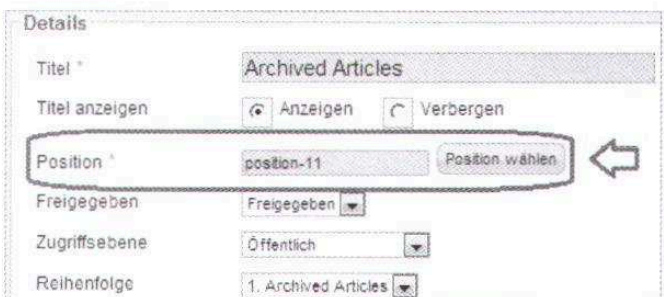 Details
Titel * Archived Articles
Titel anzeigen Anzeigen Verbergen
Position * position-11 Position wählen
Freigegeben Freigegeben
Zugriffsebene Öffentlich
Reihenfolge 1. Archived Articles